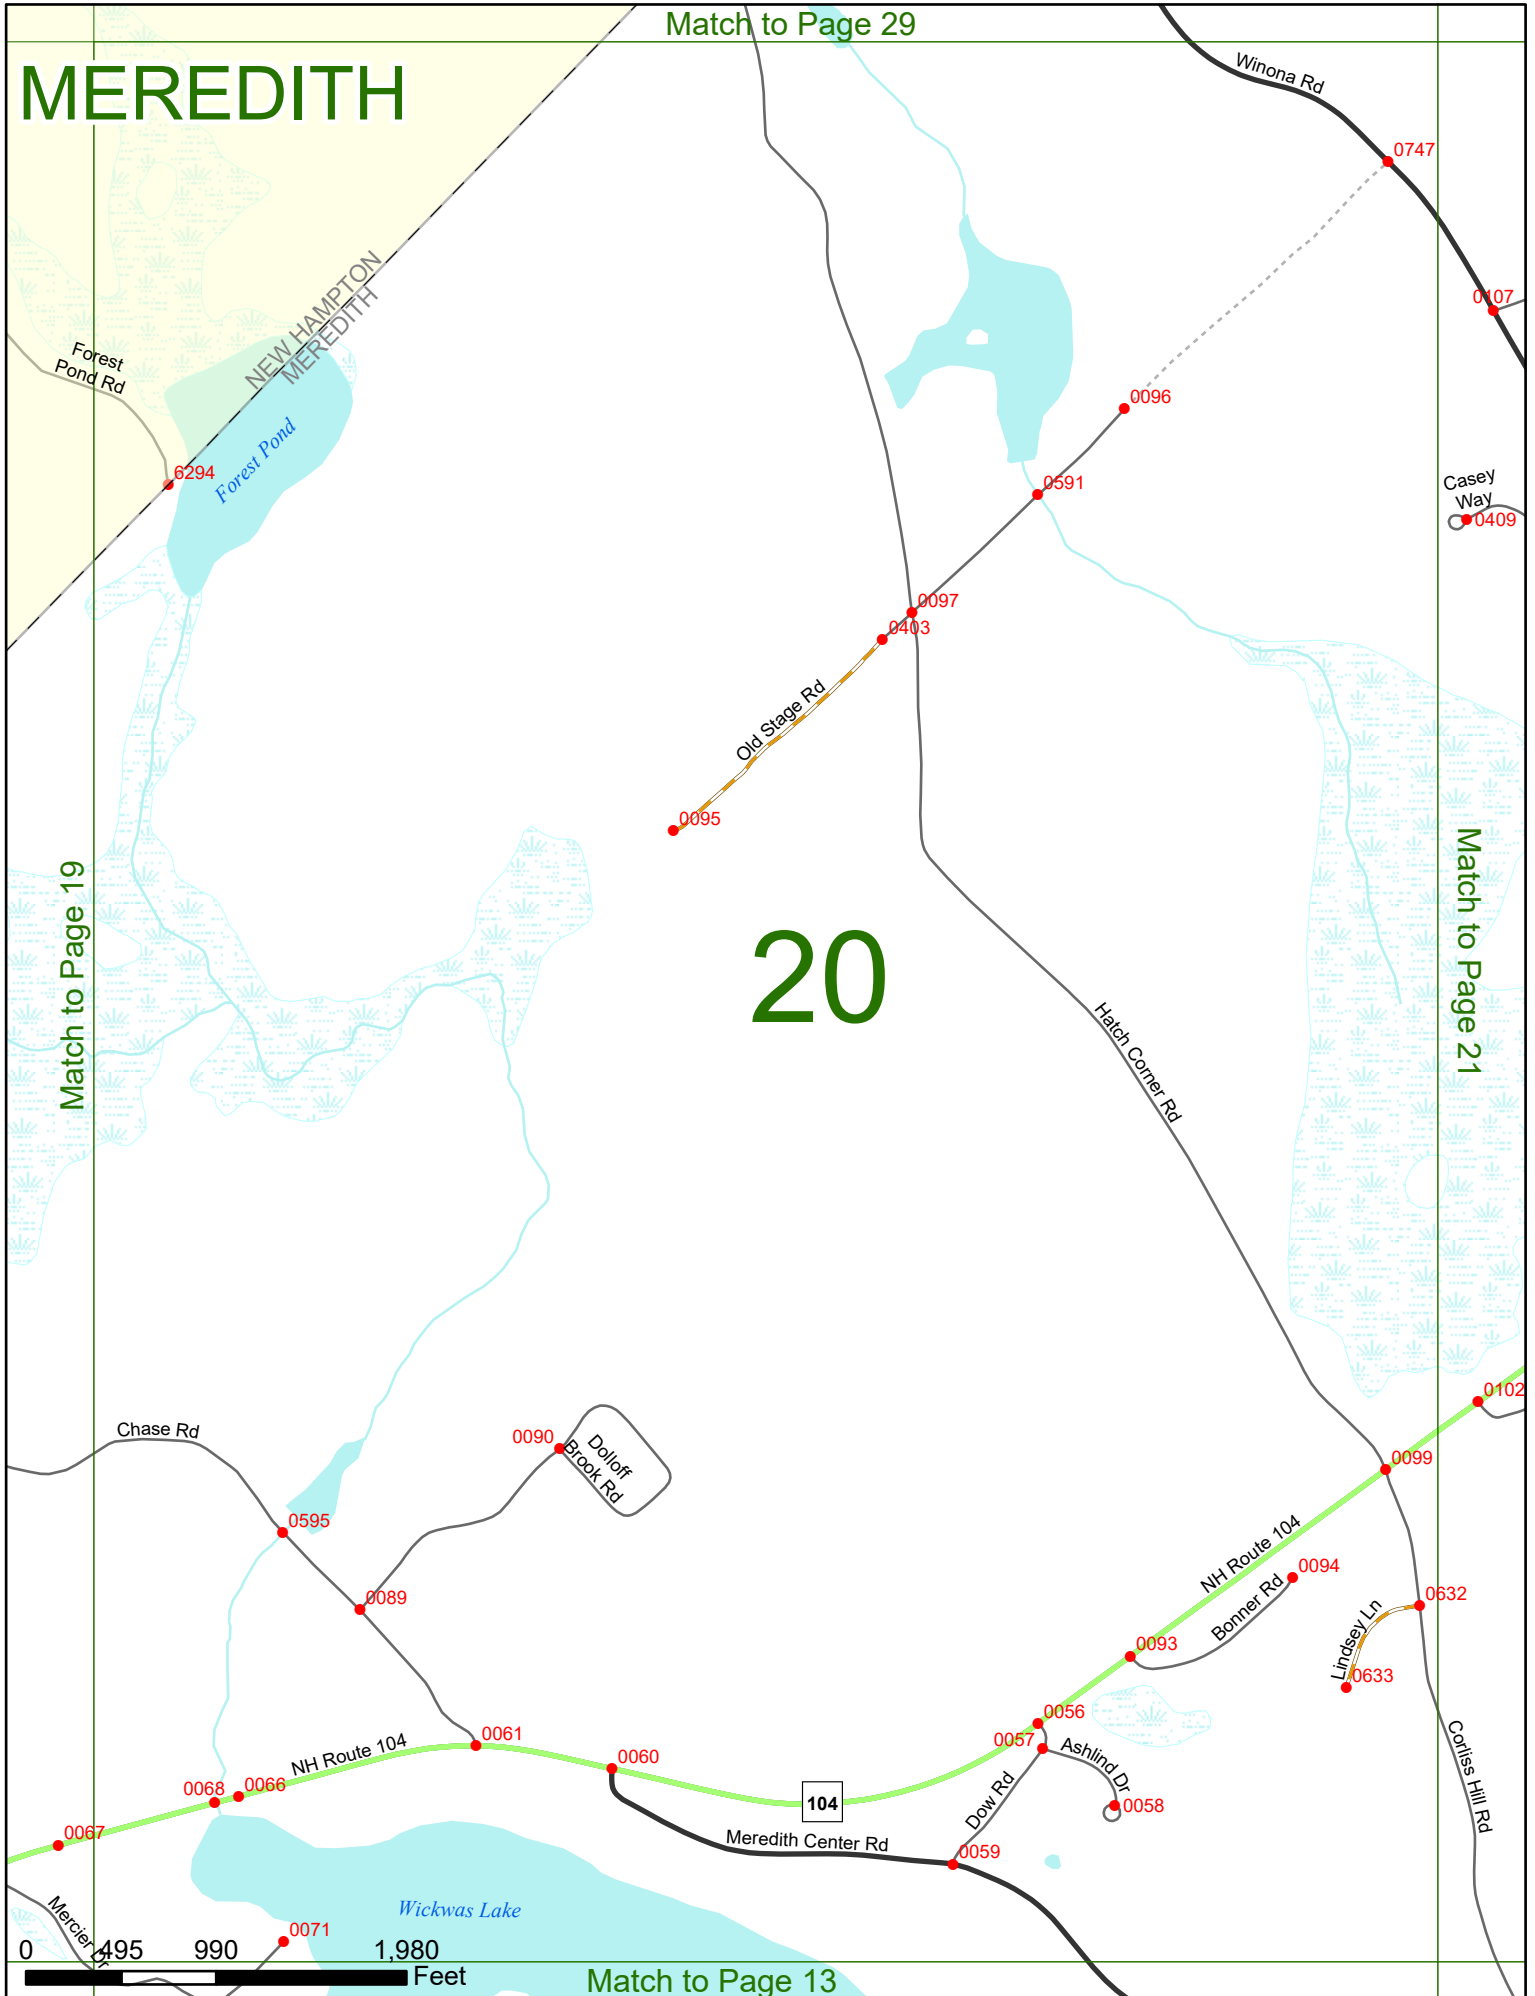 Match to Page 29
MEREDITH
Winona Rd
0747
0107
NEW HAMPTON
MEREDITH
Forest
Pond Rd
6294
Forest Pond
0096
0591
Casey
Way
0409
0097
0403
Old Stage Rd
0095
Match to Page 19
20
Match to Page 21
Hatch Corner Rd
Chase Rd
0090
Dolloff
Brook Rd
0102
0099
0595
NH Route 104
0094
0089
Bonner Rd
0632
Lindsey Ln
0093
0633
0056
0061
0057
NH Route 104
0060
Ashlind Dr
Corliss Hill Rd
0068
0066
104
Dow Rd
0058
0067
Meredith Center Rd
0059
Mercier Dr
Wickwas Lake
0071
0 495 990 1,980
Feet
Match to Page 13